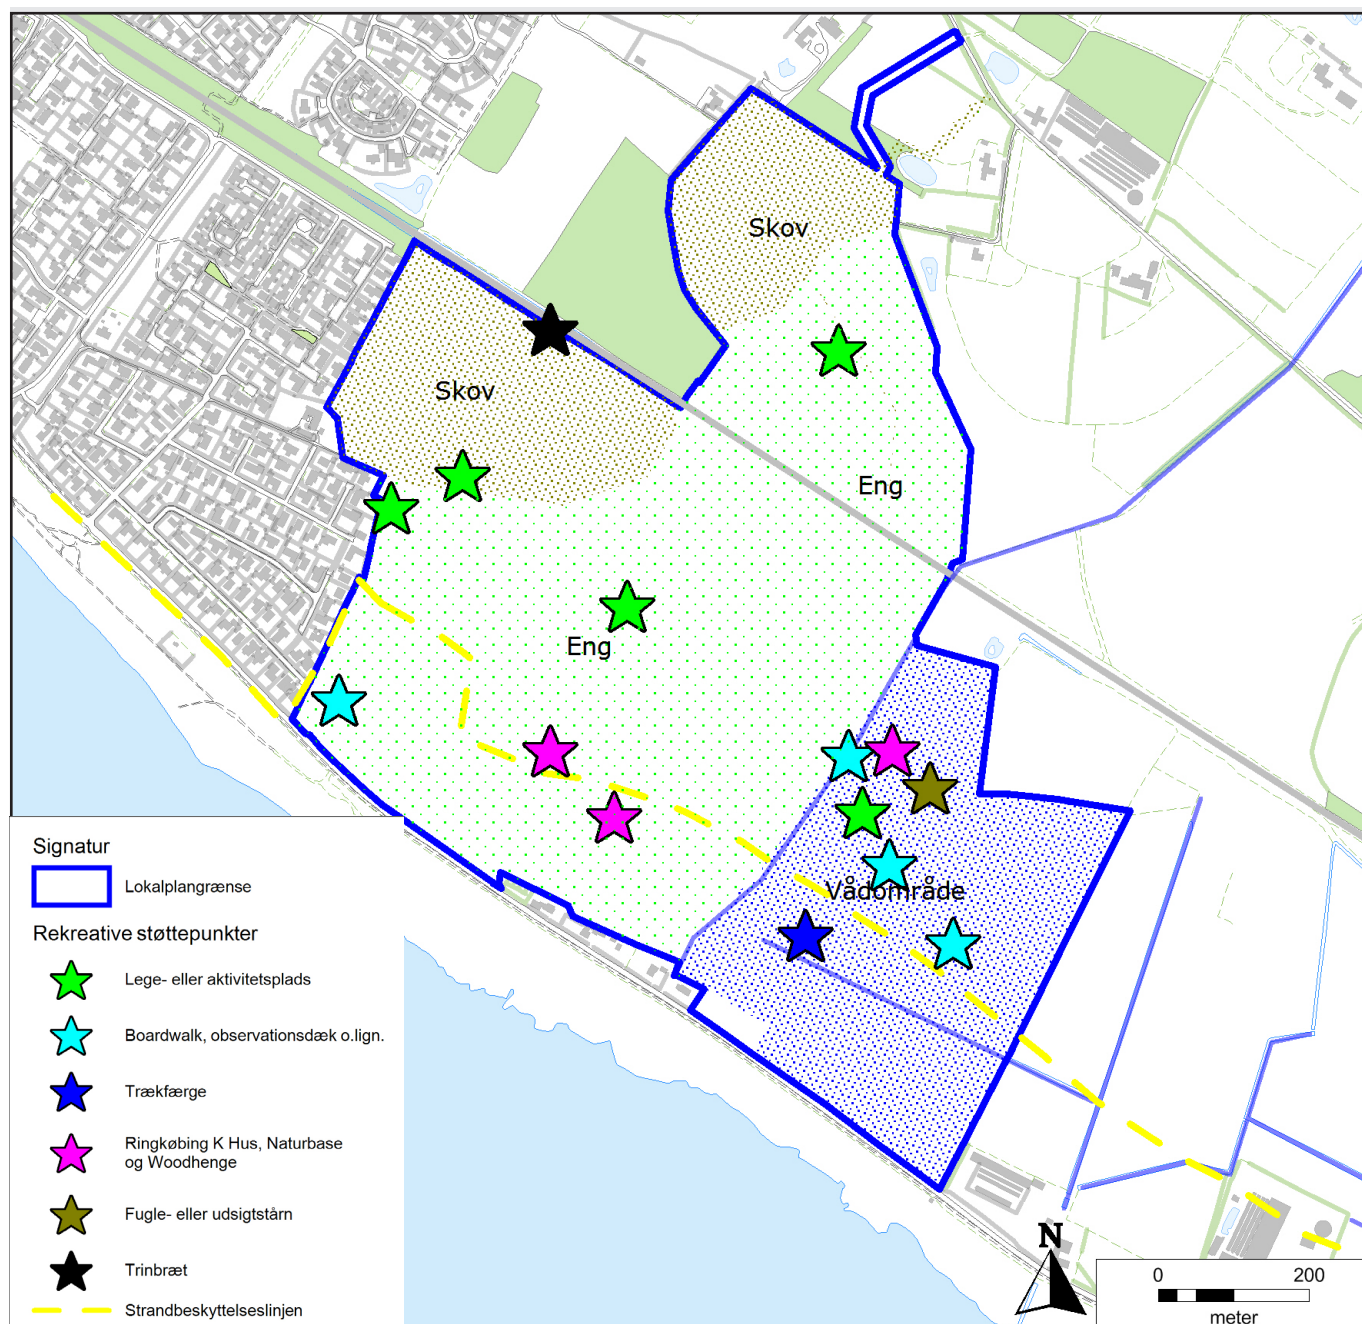 Skov
Skov
Eng
Eng
Vådområde
Signatur
Lokalplangrænse
Rekreative støttepunkter
Lege- eller aktivitetsplads
Boardwalk, observationsdæk o.lign.
Trækfærge
Ringkøbing K Hus, Naturbase
og Woodhenge
Fugle- eller udsigtstårn
Trinbræt
Strandbeskyttelseslinjen
N
0 200
meter